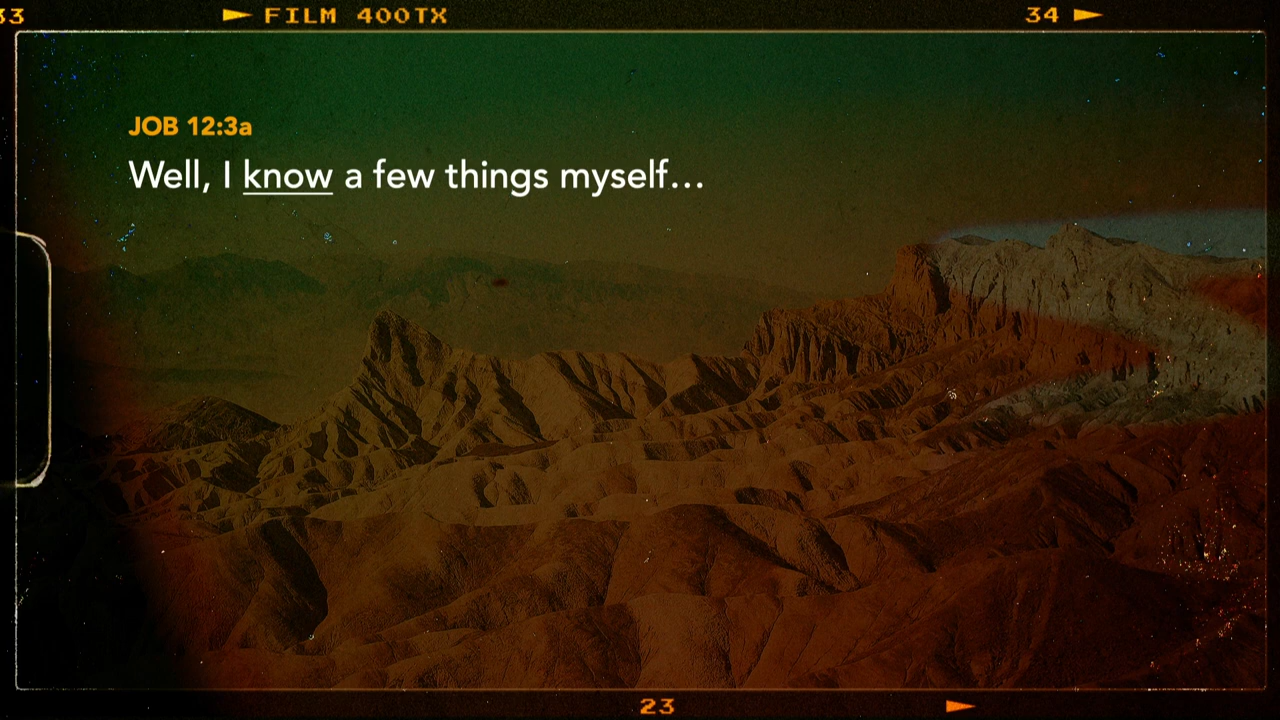 33 FILM 400TX 34
JOB 12:3a
Well, I know a few things myself…
23